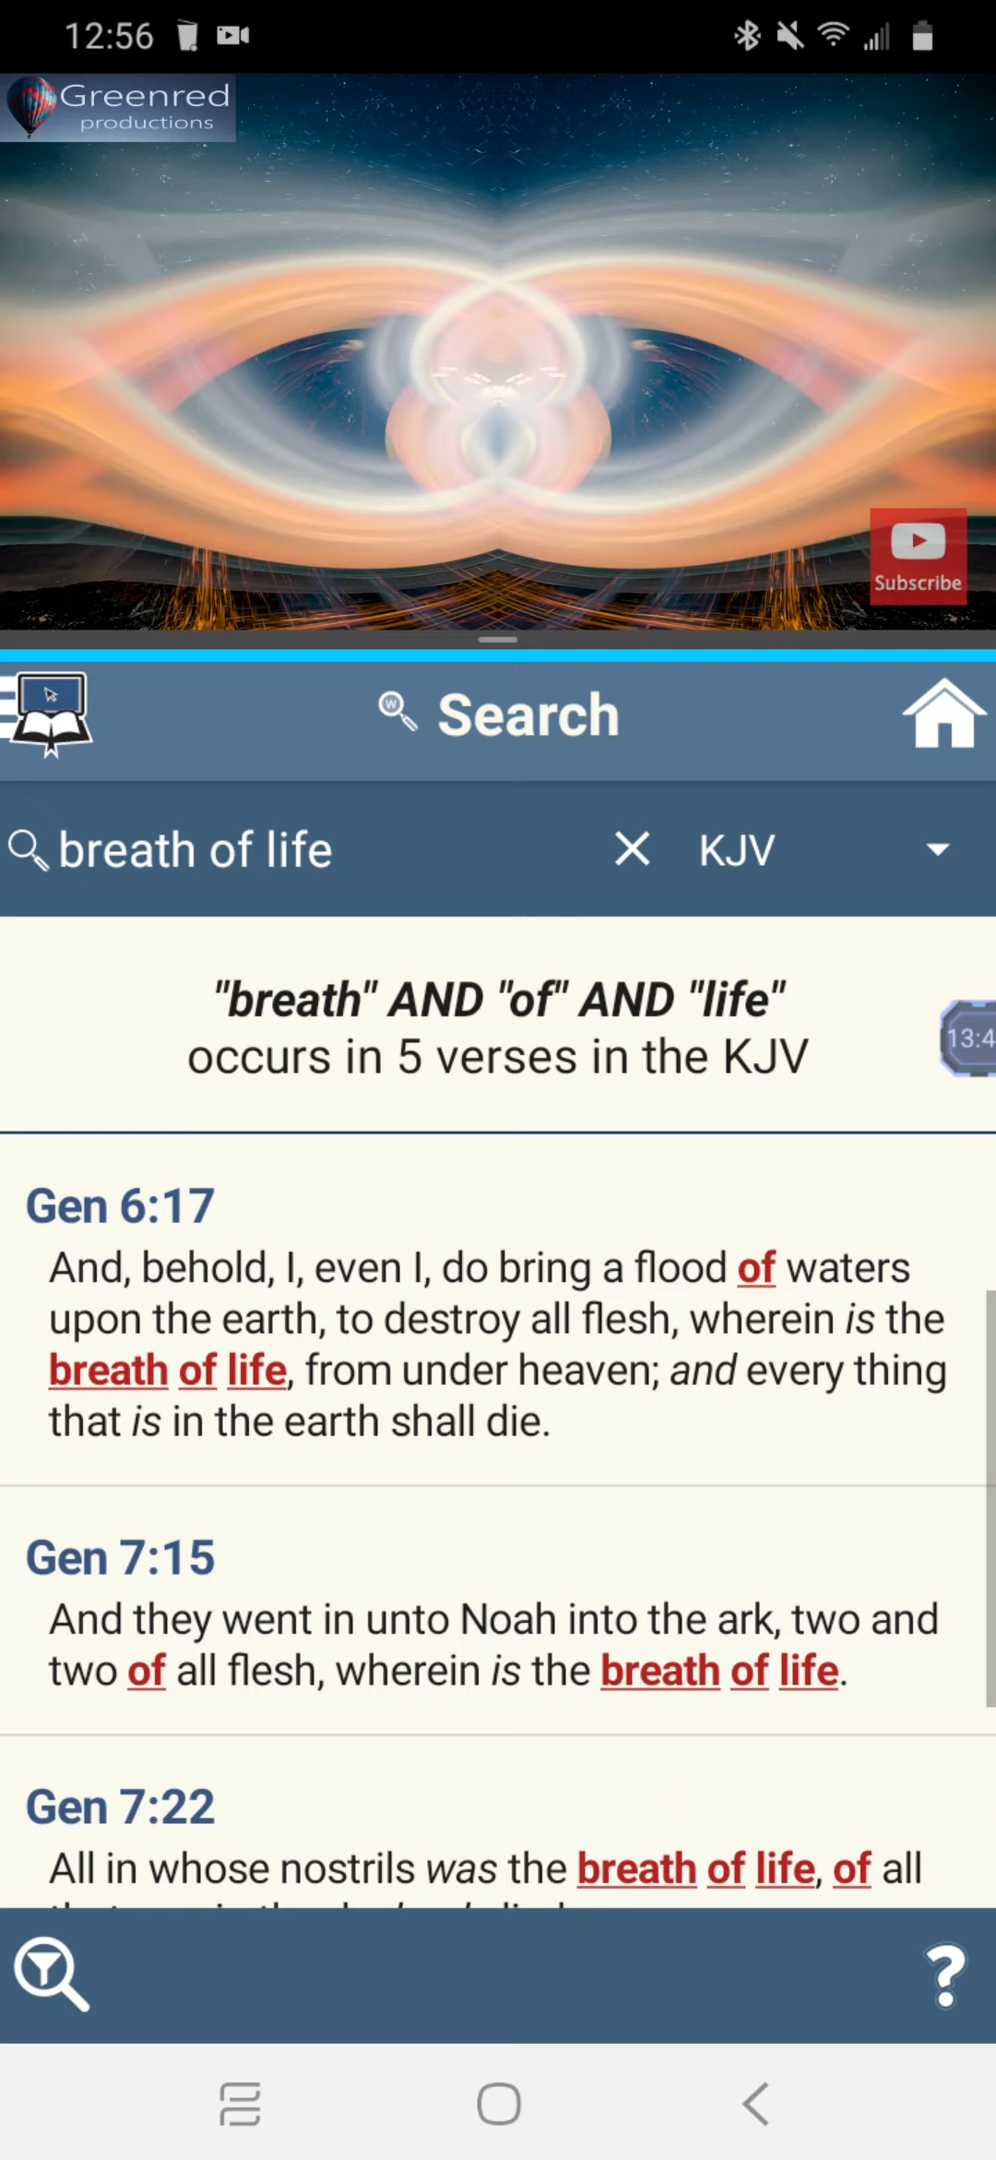 12:56
Greenred
productions
Subscribe
Search
breath of life
KJV
"breath" AND "of" AND "life"
occurs in 5 verses in the KJV
13:4
Gen 6:17
And, behold, I, even I, do bring a flood of waters
upon the earth, to destroy all flesh, wherein is the
breath of life, from under heaven; and every thing
that is in the earth shall die.
Gen 7:15
And they went in unto Noah into the ark, two and
two of all flesh, wherein is the breath of life.
Gen 7:22
All in whose nostrils was the breath of life, of all